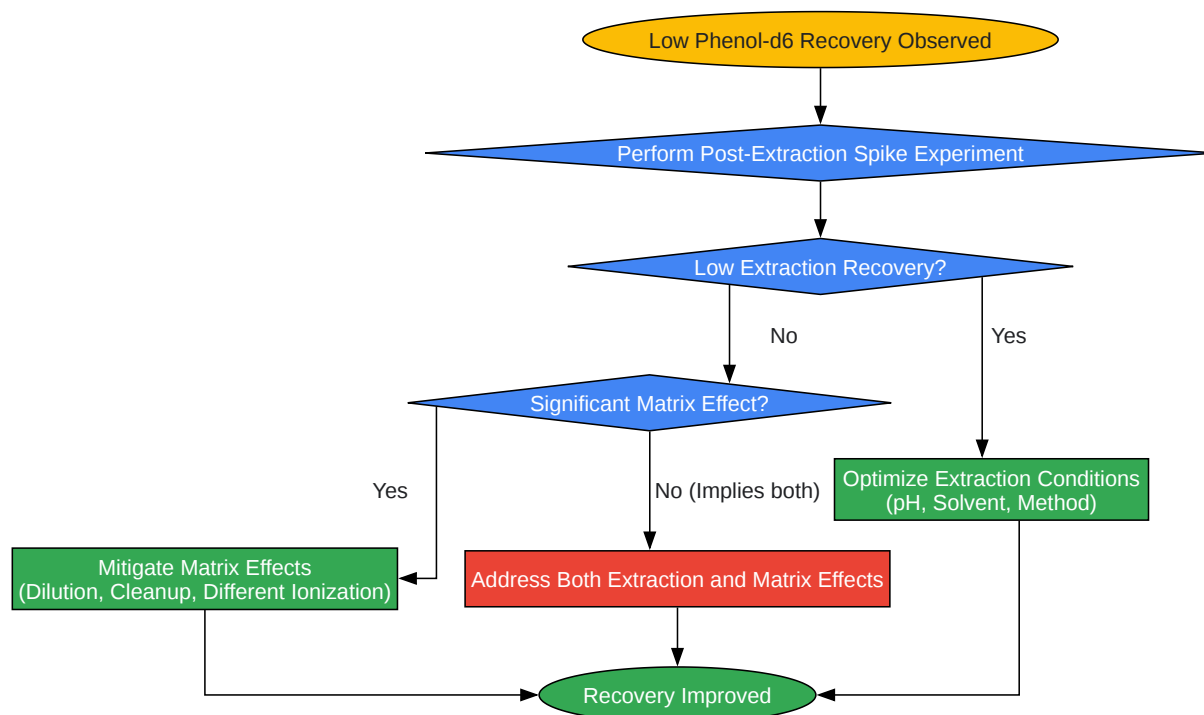 Low Phenol-d6 Recovery Observed
Perform Post-Extraction Spike Experiment
Low Extraction Recovery?
No
Yes
Significant Matrix Effect?
Yes
No (Implies both)
Optimize Extraction Conditions
(pH, Solvent, Method)
Mitigate Matrix Effects
(Dilution, Cleanup, Different Ionization)
Address Both Extraction and Matrix Effects
Recovery Improved